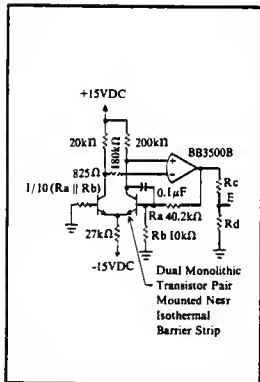 +15VDC
20kΩ
180kΩ
200kΩ
BB3500B
825Ω
1/10 (Ra || Rb)
0.1μF
Rc
E
Ra 40.2kΩ
Rd
Rb 10kΩ
27kΩ
-15VDC
Dual Monolithic
Transistor Pair
Mounted Near
Isothermal
Barrier Strip